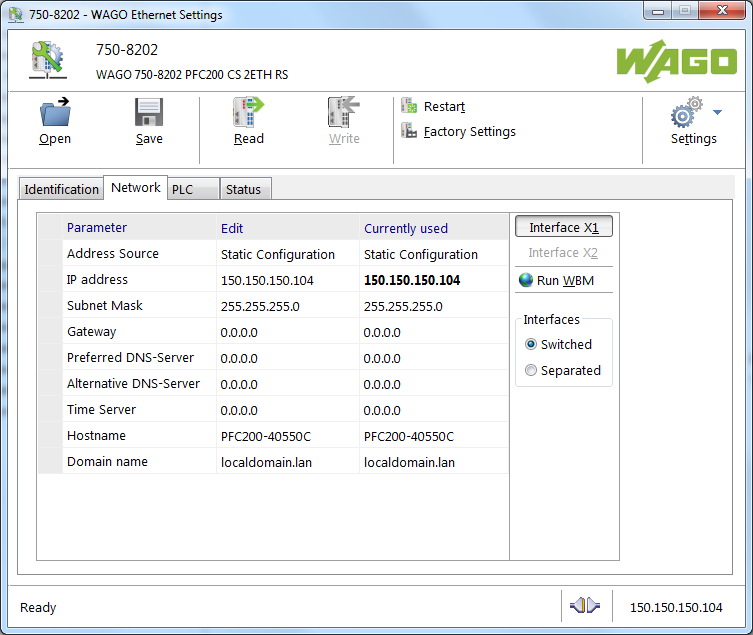 750-8202 - WAGO Ethernet Settings
750-8202
WAGO 750-8202 PFC200 CS 2ETH RS
WAGO
Open Save Read Write Restart Factory Settings Settings
Identification Network PLC Status
Parameter Edit Currently used
Address Source Static Configuration Static Configuration
IP address 150.150.150.104 150.150.150.104
Subnet Mask 255.255.255.0 255.255.255.0
Gateway 0.0.0.0 0.0.0.0
Preferred DNS-Server 0.0.0.0 0.0.0.0
Alternative DNS-Server 0.0.0.0 0.0.0.0
Time Server 0.0.0.0 0.0.0.0
Hostname PFC200-40550C PFC200-40550C
Domain name localdomain.lan localdomain.lan
Interface X1
Interface X2
Run WBM
Interfaces
Switched
Separated
Ready 150.150.150.104